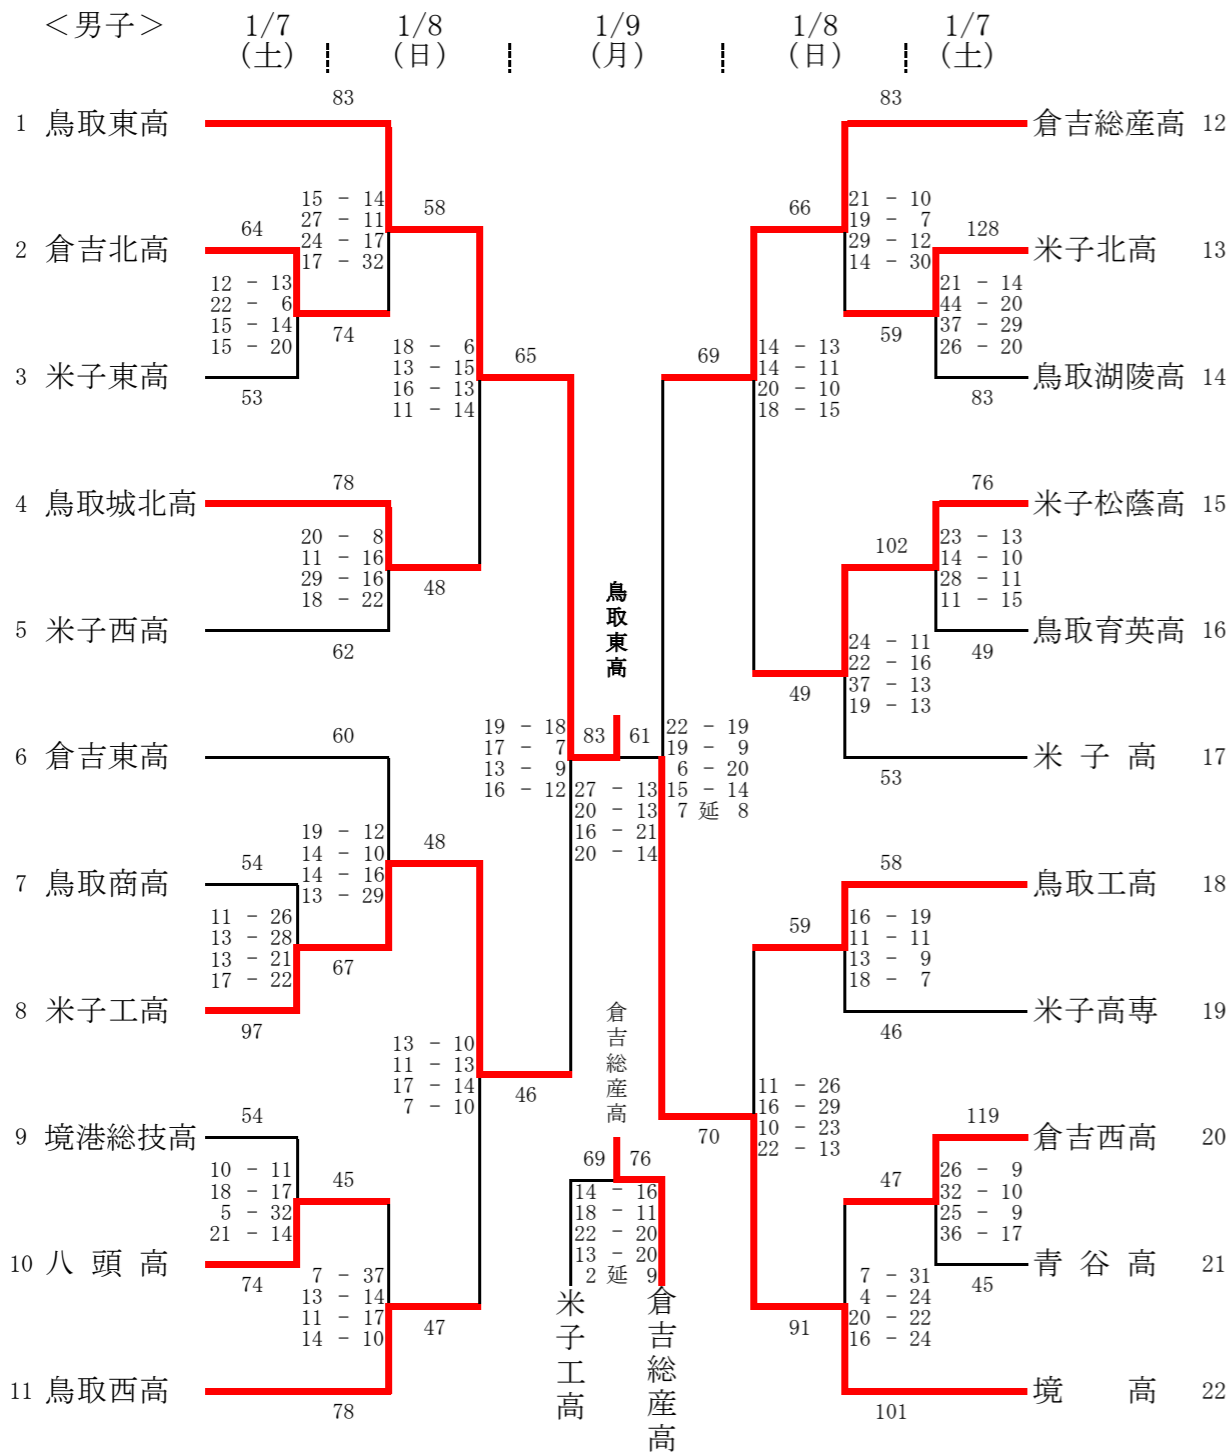 ＜男子＞ 1/7 1/8 1/9 1/8 1/7
(土) (日) (月) (日) (土)
83
1 鳥取東高
15 - 14
27 - 11
24 - 17
17 - 32
58
64
2 倉吉北高
12 - 13
22 - 6
15 - 14
15 - 20
74
3 米子東高
53
18 - 6
13 - 15
16 - 13
11 - 14
65
78
4 鳥取城北高
20 - 8
11 - 16
29 - 16
18 - 22
48
5 米子西高
62
60
6 倉吉東高
19 - 12
14 - 10
14 - 16
13 - 29
48
54
7 鳥取商高
11 - 26
13 - 28
13 - 21
17 - 22
67
8 米子工高
97
13 - 10
11 - 13
17 - 14
7 - 10
46
54
9 境港総技高
10 - 11
18 - 17
5 - 32
21 - 14
45
10 八頭高
74
7 - 37
13 - 14
11 - 17
14 - 10
47
11 鳥取西高
78
鳥取東高
19 - 18
17 - 7
13 - 9
16 - 12
83 61
27 - 13
20 - 13
16 - 21
20 - 14
22 - 19
19 - 9
6 - 20
15 - 14
7 延 8
倉吉総産高
69 76
14 - 16
18 - 11
22 - 20
13 - 20
2 延 9
米子工高
倉吉総産高
83
倉吉総産高 12
66
21 - 10
19 - 7
29 - 12
14 - 30
128
米子北高 13
21 - 14
44 - 20
37 - 29
26 - 20
59
鳥取湖陵高 14
83
69
14 - 13
14 - 11
20 - 10
18 - 15
76
米子松蔭高 15
102
23 - 13
14 - 10
28 - 11
11 - 15
鳥取育英高 16
49
49
24 - 11
22 - 16
37 - 13
19 - 13
米子高 17
53
58
鳥取工高 18
59
16 - 19
11 - 11
13 - 9
18 - 7
米子高専 19
46
70
11 - 26
16 - 29
10 - 23
22 - 13
119
倉吉西高 20
47
26 - 9
32 - 10
25 - 9
36 - 17
青谷高 21
45
91
7 - 31
4 - 24
20 - 22
16 - 24
境高 22
101